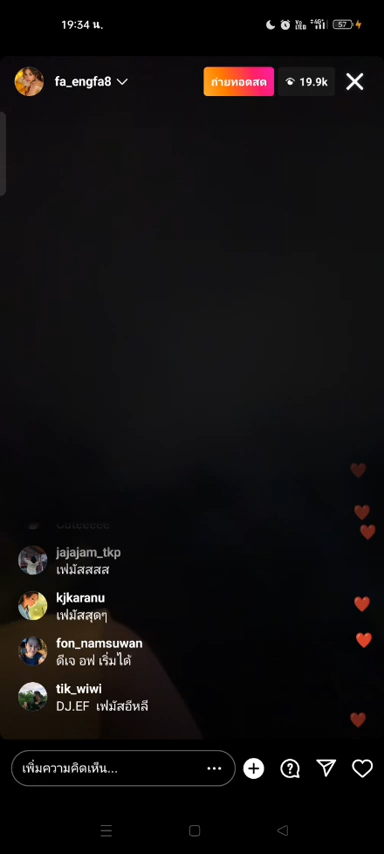 19:34 น.
57
fa_engfa8
ถ่ายทอดสด
19.9k
Cuteeeee
jajajam_tkp
เฟมัสสสส
kjkaranu
เฟมัสสุดๆ
fon_namsuwan
ดีเจ อฟ เริ่มได้
tik_wiwi
DJ.EF เฟมัสอีหลี
เพิ่มความคิดเห็น...